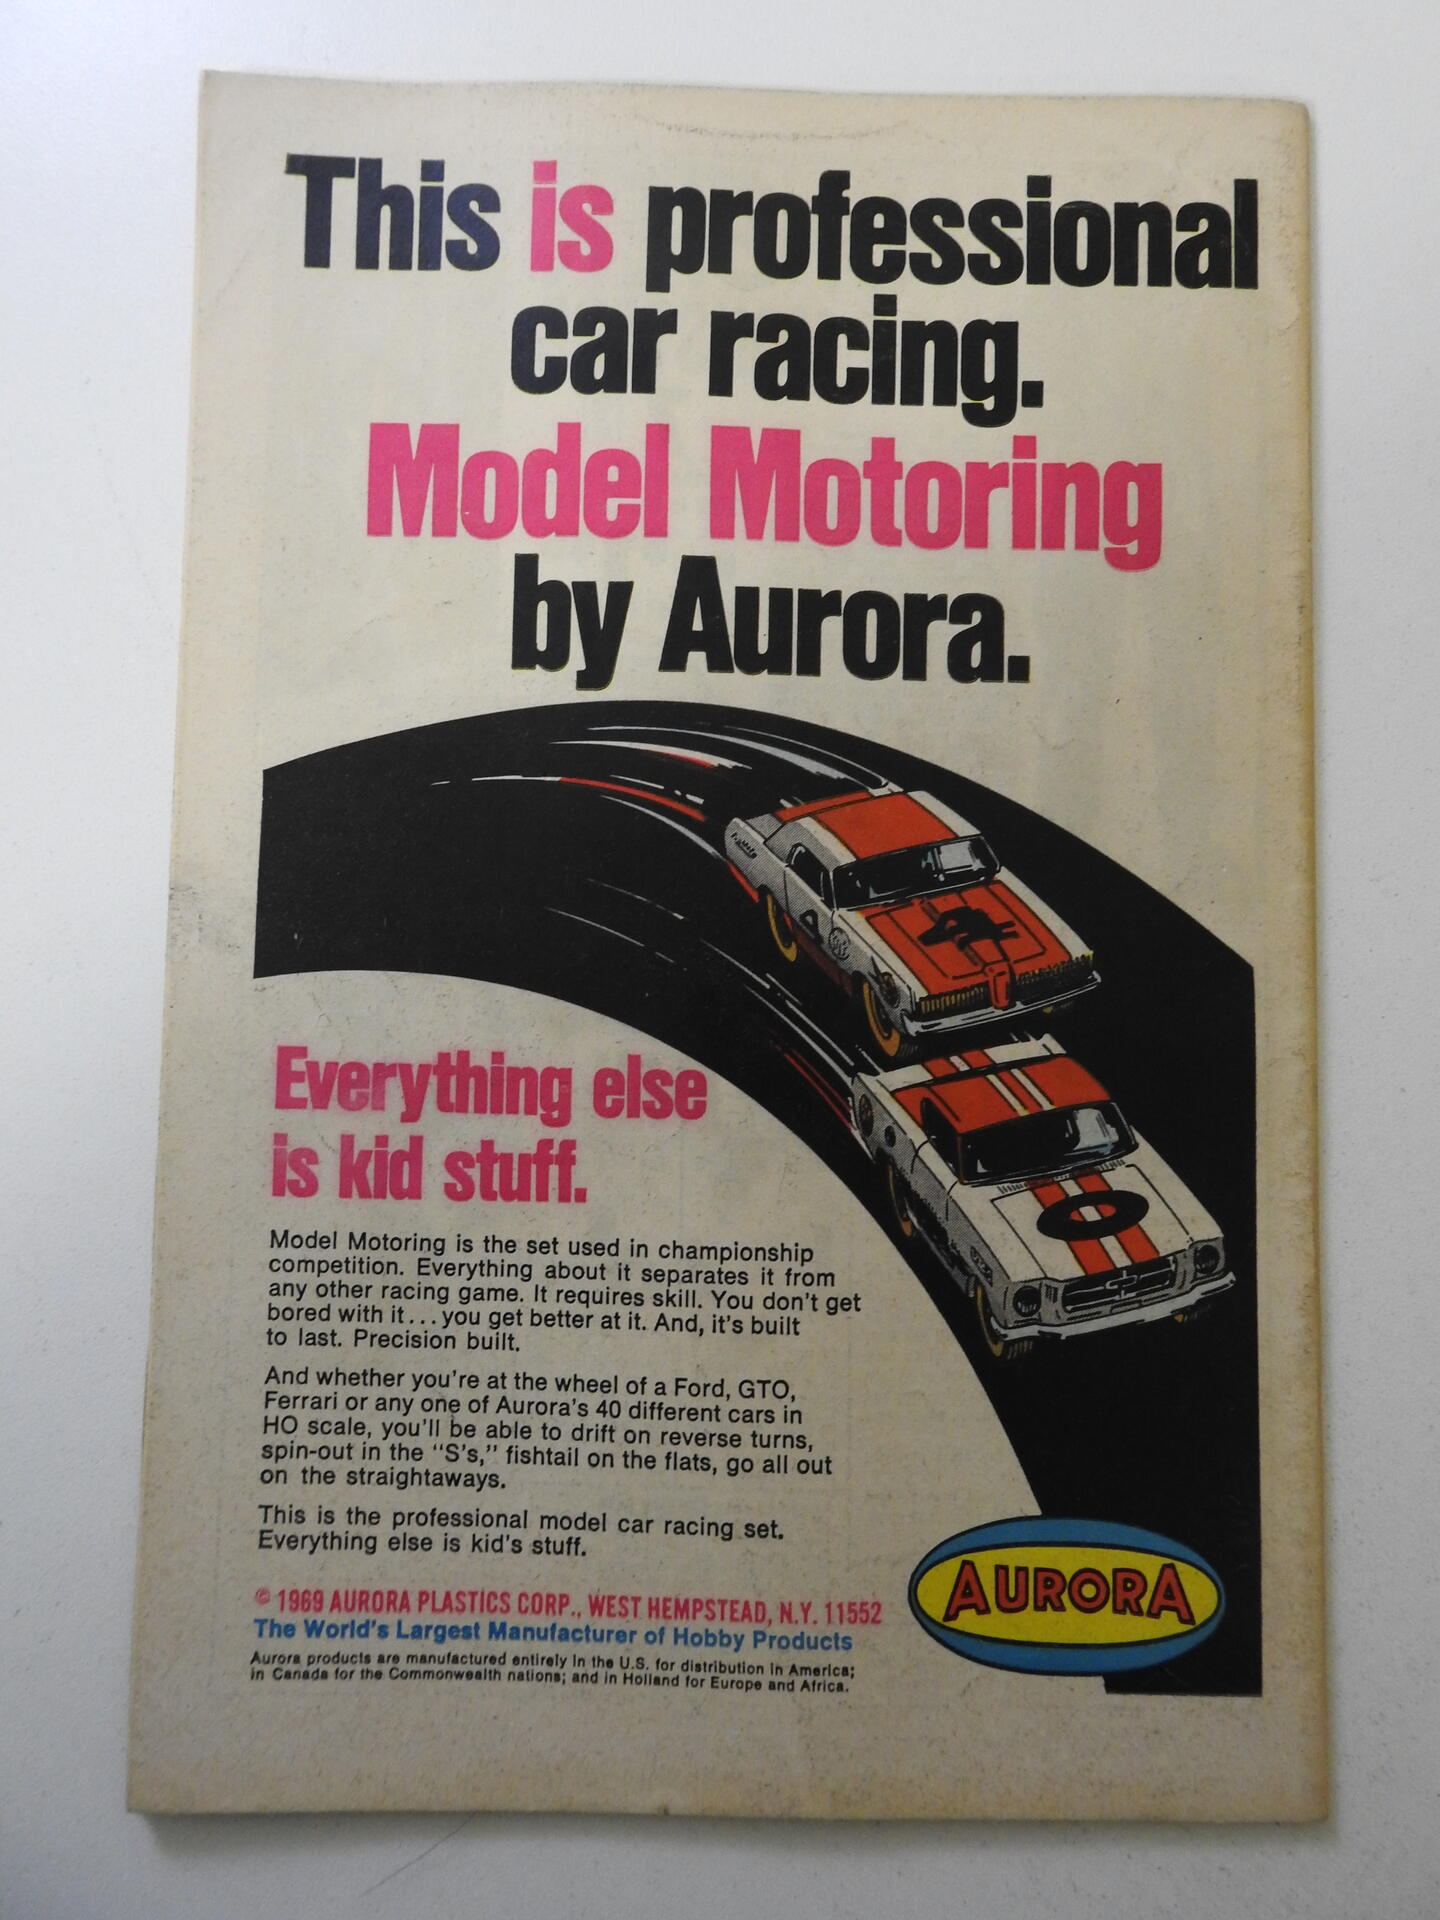 This is professional
car racing.
Model Motoring
by Aurora.
Everything else
is kid stuff.
Model Motoring is the set used in championship
competition. Everything about it separates it from
any other racing game. It requires skill. You don't get
bored with it...you get better at it. And, it's built
to last. Precision built.
And whether you're at the wheel of a Ford, GTO,
Ferrari or any one of Aurora's 40 different cars in
HO scale, you'll be able to drift on reverse turns,
spin-out in the "S's," fishtail on the flats, go all out
on the straightaways.
This is the professional model car racing set.
Everything else is kid's stuff.
© 1969 AURORA PLASTICS CORP., WEST HEMPSTEAD, N.Y. 11552
The World's Largest Manufacturer of Hobby Products
Aurora products are manufactured entirely in the U.S. for distribution in America;
in Canada for the Commonwealth nations; and in Holland for Europe and Africa.
AURORA